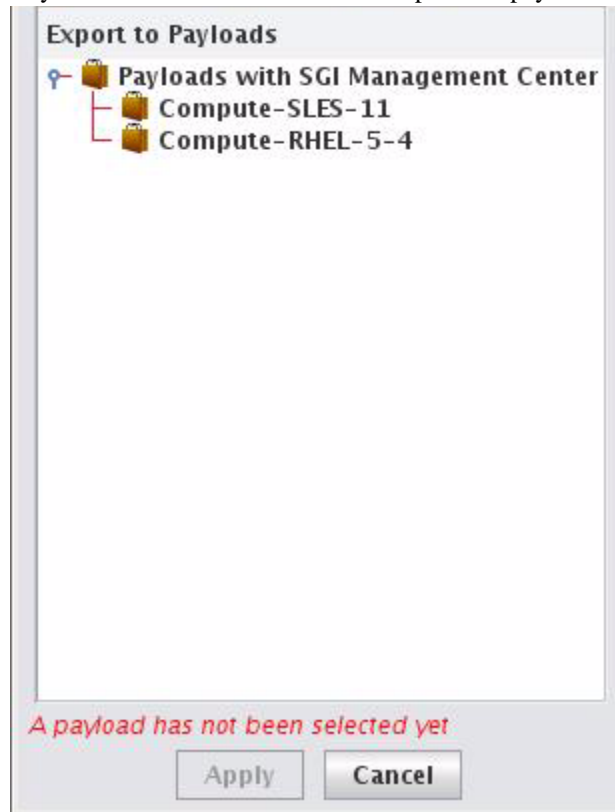 Export to Payloads
Payloads with SGI Management Center
Compute-SLES-11
Compute-RHEL-5-4
A payload has not been selected yet
Apply
Cancel